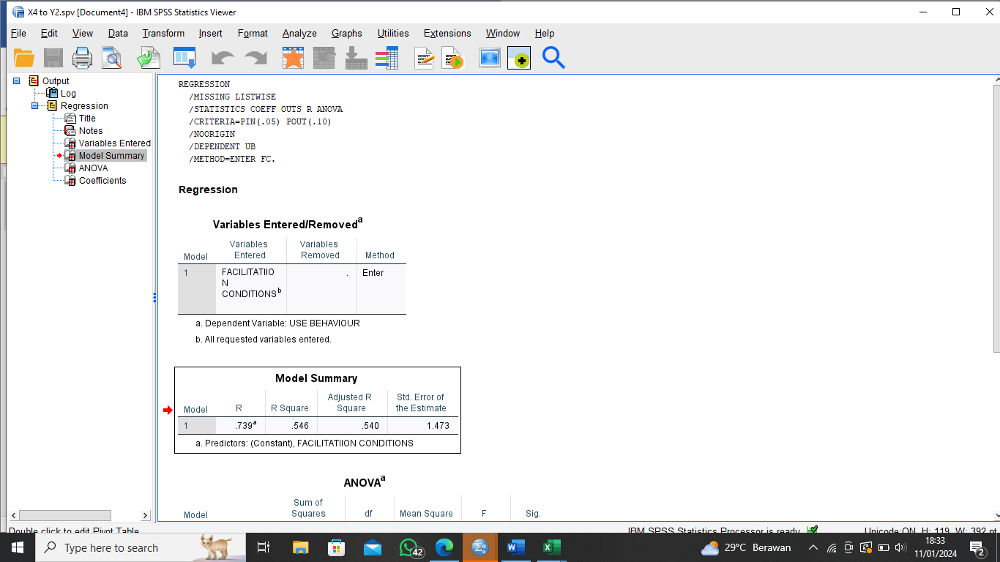 X4 to Y2.spv [Document4] - IBM SPSS Statistics Viewer
File Edit View Data Transform Insert Format Analyze Graphs Utilities Extensions Window Help
Output
Log
Regression
Title
Notes
Variables Entered
Model Summary
ANOVA
Coefficients
REGRESSION
/MISSING LISTWISE
/STATISTICS COEFF OUTS R ANOVA
/CRITERIA=PIN(.05) POUT(.10)
/NOORIGIN
/DEPENDENT UB
/METHOD=ENTER FC.
Regression
Variables Entered/Removedᵃ
Model Variables Entered Variables Removed Method
1 FACILITATIION CONDITIONSᵇ . Enter
a. Dependent Variable: USE BEHAVIOUR
b. All requested variables entered.
Model Summary
Model R R Square Adjusted R Square Std. Error of the Estimate
1 .739ᵃ .546 .540 1.473
a. Predictors: (Constant), FACILITATIION CONDITIONS
ANOVAᵃ
Model Sum of Squares df Mean Square F Sig.
Double click to edit Pivot Table
IBM SPSS Statistics Processor is ready
Unicode:ON H: 119, W: 392 pt
Type here to search
42
29°C Berawan
18:33
11/01/2024
2